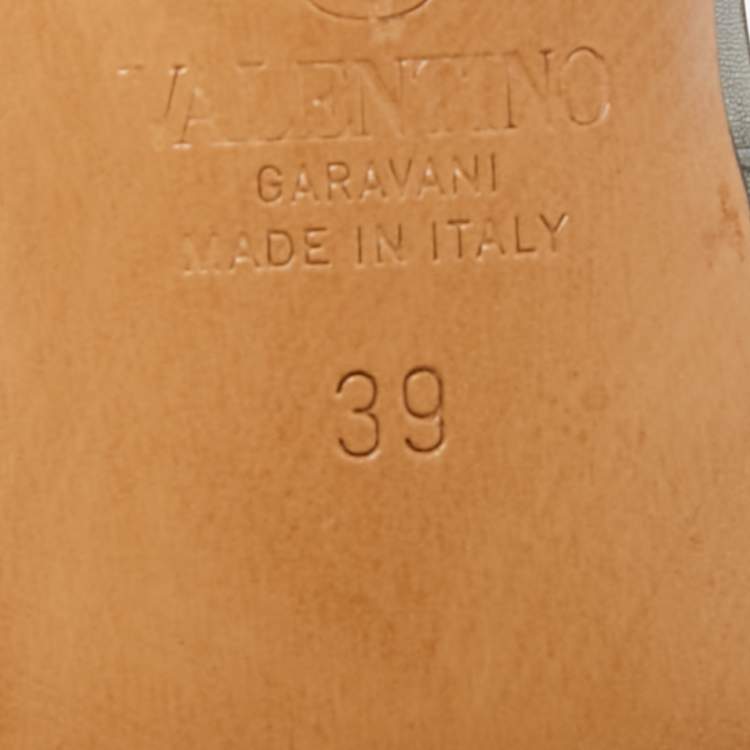 VALENTINO
GARAVANI
MADE IN ITALY
39